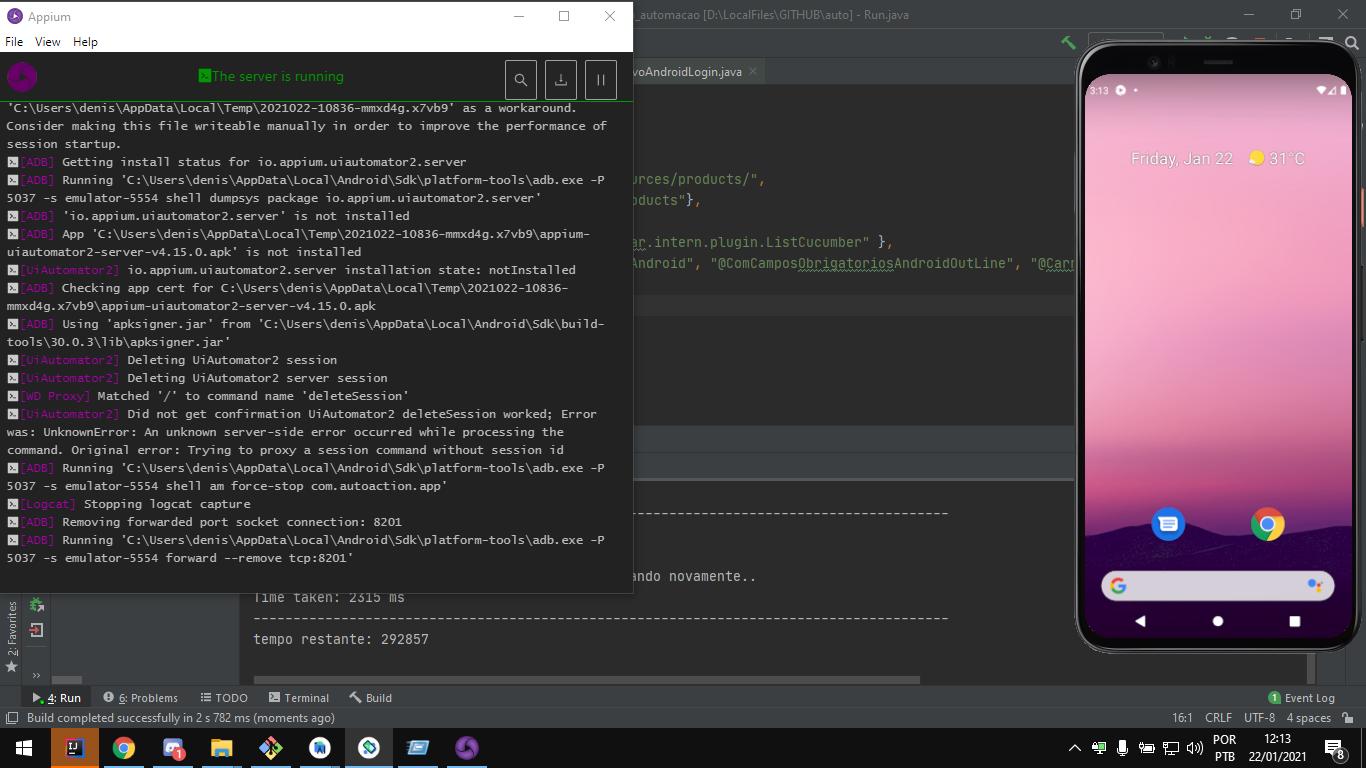 Appium
File View Help
The server is running
'C:\Users\denis\AppData\Local\Temp\2021022-10836-mmxd4g.x7vb9' as a workaround.
Consider making this file writeable manually in order to improve the performance of
session startup.
[ADB] Getting install status for io.appium.uiautomator2.server
[ADB] Running 'C:\Users\denis\AppData\Local\Android\Sdk\platform-tools\adb.exe -P
5037 -s emulator-5554 shell dumpsys package io.appium.uiautomator2.server'
[ADB] 'io.appium.uiautomator2.server' is not installed
[ADB] App 'C:\Users\denis\AppData\Local\Temp\2021022-10836-mmxd4g.x7vb9\appium-
uiautomator2-server-v4.15.0.apk' is not installed
[UiAutomator2] io.appium.uiautomator2.server installation state: notInstalled
[ADB] Checking app cert for C:\Users\denis\AppData\Local\Temp\2021022-10836-
mmxd4g.x7vb9\appium-uiautomator2-server-v4.15.0.apk
[ADB] Using 'apksigner.jar' from 'C:\Users\denis\AppData\Local\Android\Sdk\build-
tools\30.0.3\lib\apksigner.jar'
[UiAutomator2] Deleting UiAutomator2 session
[UiAutomator2] Deleting UiAutomator2 server session
[WD Proxy] Matched '/' to command name 'deleteSession'
[UiAutomator2] Did not get confirmation UiAutomator2 deleteSession worked; Error
was: UnknownError: An unknown server-side error occurred while processing the
command. Original error: Trying to proxy a session command without session id
[ADB] Running 'C:\Users\denis\AppData\Local\Android\Sdk\platform-tools\adb.exe -P
5037 -s emulator-5554 shell am force-stop com.autoaction.app'
[Logcat] Stopping logcat capture
[ADB] Removing forwarded port socket connection: 8201
[ADB] Running 'C:\Users\denis\AppData\Local\Android\Sdk\platform-tools\adb.exe -P
5037 -s emulator-5554 forward --remove tcp:8201'
_automacao [D:\LocalFiles\GITHUB\auto] - Run.java
voAndroidLogin.java
urces/products/",
oducts"},
ar.intern.plugin.ListCucumber" },
Android", "@ComCamposObrigatoriosAndroidOutLine", "@Carr
3:13
Friday, Jan 22 31°C
--------------------
ando novamente..
Time taken: 2315 ms
----------------------------------------
tempo restante: 292857
2: Favorites
4: Run 6: Problems TODO Terminal Build 1 Event Log
Build completed successfully in 2 s 782 ms (moments ago) 16:1 CRLF UTF-8 4 spaces
1
POR
PTB
12:13
22/01/2021
8